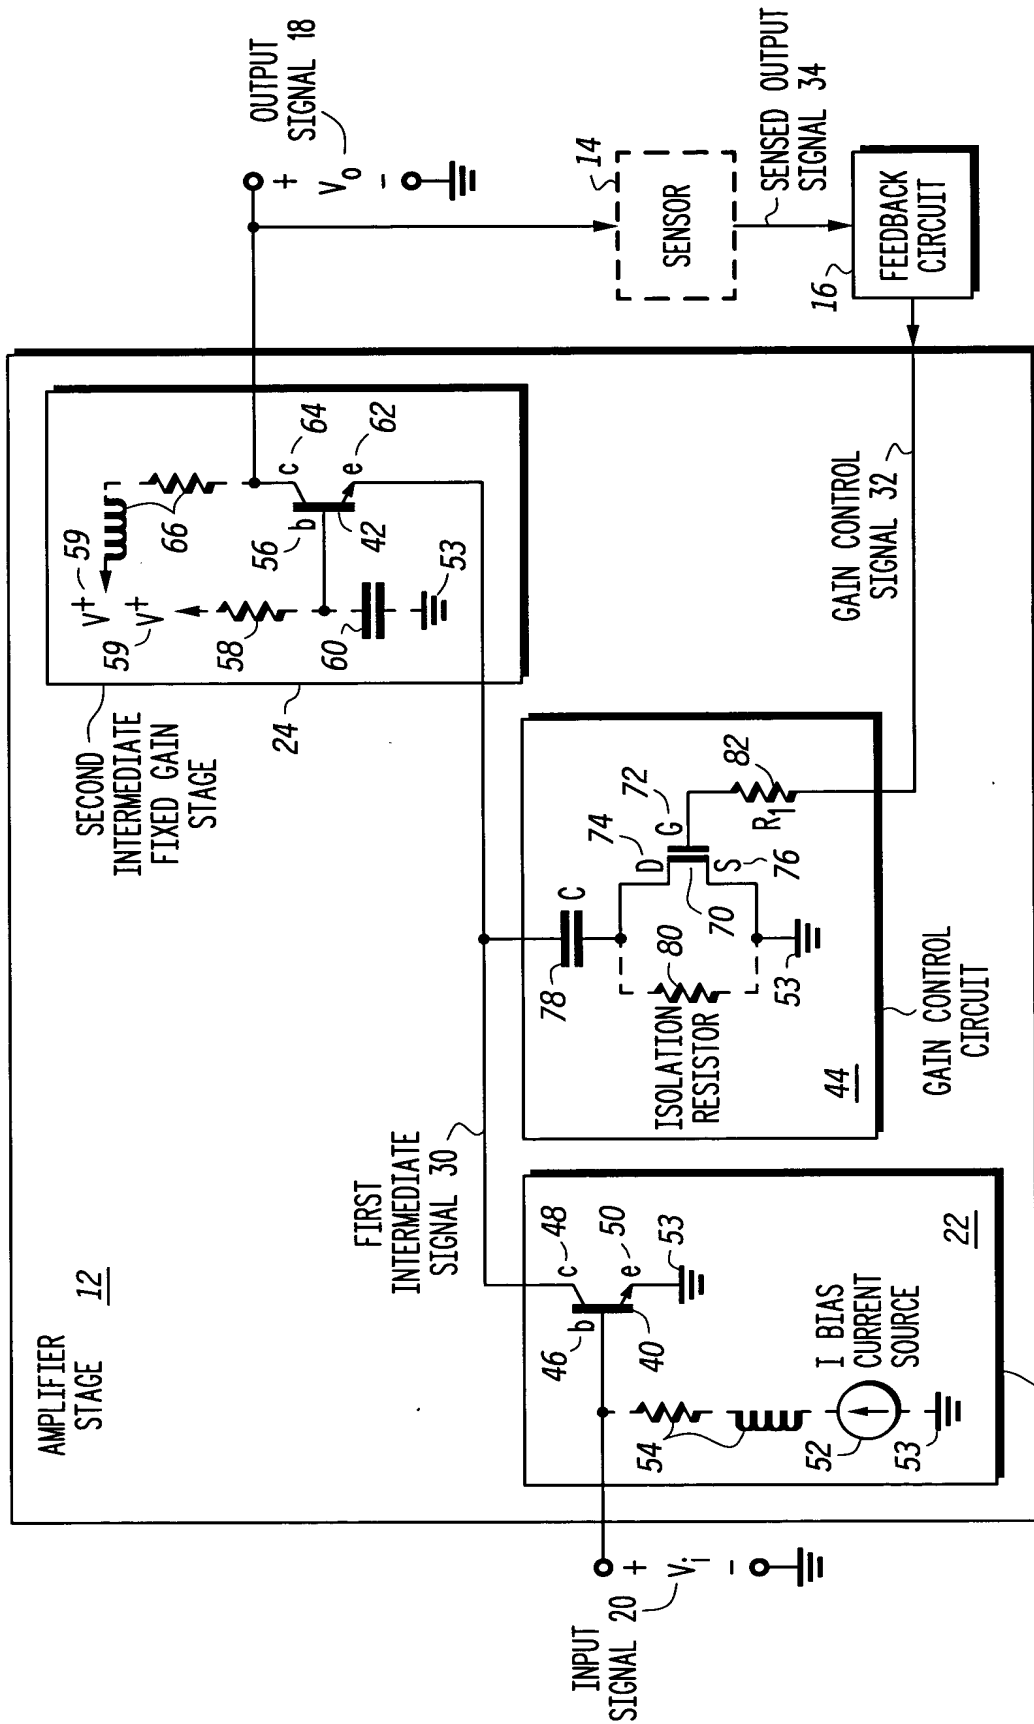 AMPLIFIER
STAGE 12
INPUT
SIGNAL 20
+
Vi
-
46
b
c
48
e
50
53
40
54
52
53
I BIAS
CURRENT
SOURCE
22
FIRST
INTERMEDIATE
SIGNAL 30
78
C
ISOLATION
RESISTOR
80
53
74
D
72
G
70
S
76
R1
82
44
GAIN CONTROL
CIRCUIT
SECOND
INTERMEDIATE
FIXED GAIN
STAGE
24
59
V+
59
V+
66
58
60
53
56
b
c
64
42
e
62
OUTPUT
SIGNAL 18
+
Vo
-
14
SENSOR
SENSED OUTPUT
SIGNAL 34
16
FEEDBACK
CIRCUIT
GAIN CONTROL
SIGNAL 32